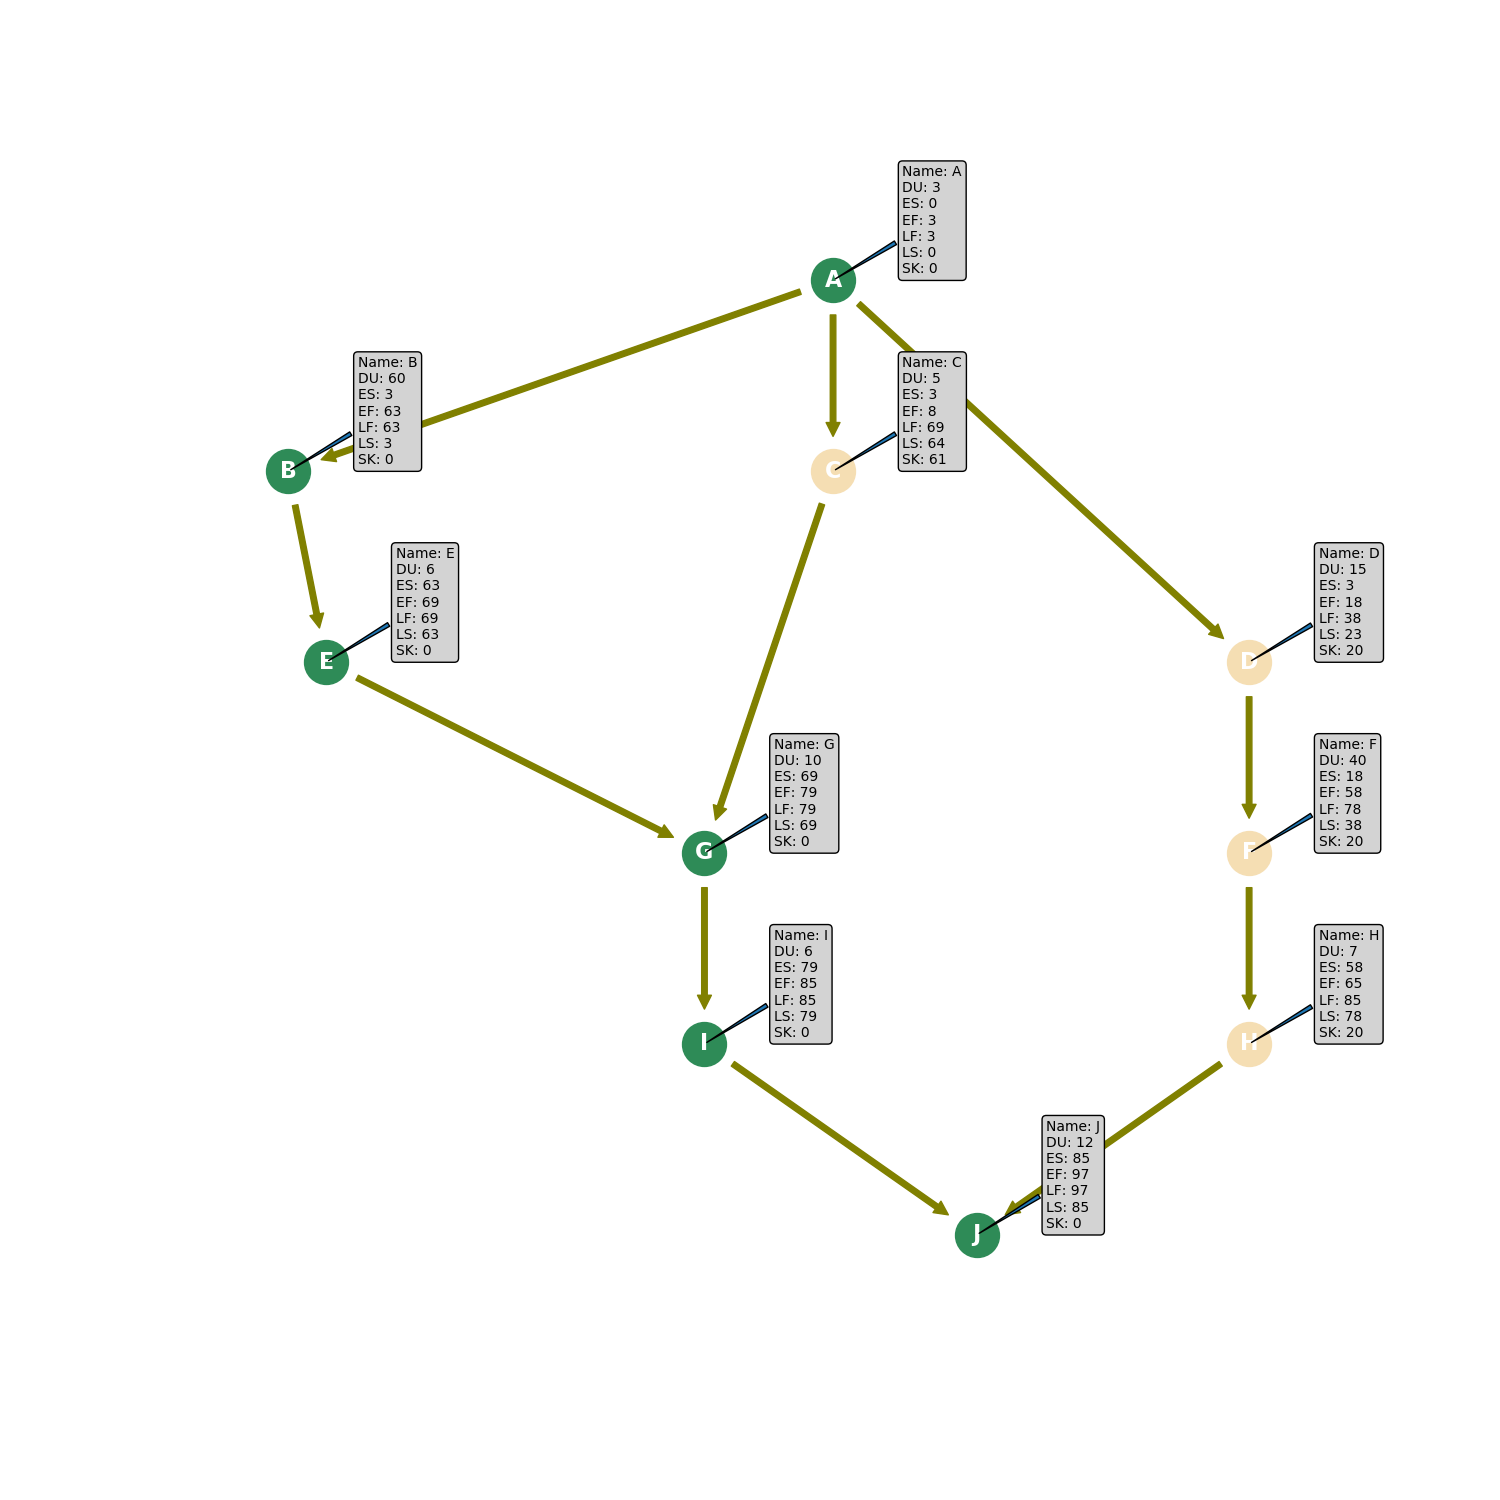 Name: A
DU: 3
ES: 0
EF: 3
LF: 3
LS: 0
SK: 0
A
Name: B
DU: 60
ES: 3
EF: 63
LF: 63
LS: 3
SK: 0
B
Name: C
DU: 5
ES: 3
EF: 8
LF: 69
LS: 64
SK: 61
C
Name: E
DU: 6
ES: 63
EF: 69
LF: 69
LS: 63
SK: 0
E
Name: D
DU: 15
ES: 3
EF: 18
LF: 38
LS: 23
SK: 20
D
Name: G
DU: 10
ES: 69
EF: 79
LF: 79
LS: 69
SK: 0
G
Name: F
DU: 40
ES: 18
EF: 58
LF: 78
LS: 38
SK: 20
F
Name: I
DU: 6
ES: 79
EF: 85
LF: 85
LS: 79
SK: 0
I
Name: H
DU: 7
ES: 58
EF: 65
LF: 85
LS: 78
SK: 20
H
Name: J
DU: 12
ES: 85
EF: 97
LF: 97
LS: 85
SK: 0
J